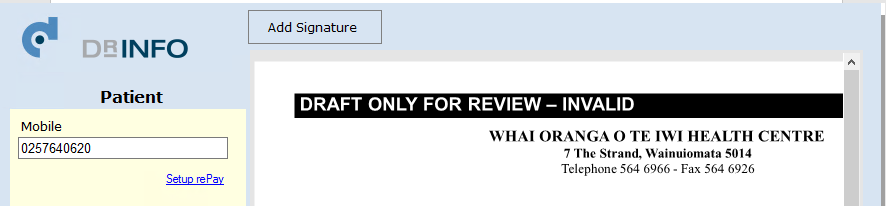 Add Signature
DRINFO
Patient
Mobile
0257640620
Setup rePay
DRAFT ONLY FOR REVIEW – INVALID
WHAI ORANGA O TE IWI HEALTH CENTRE
7 The Strand, Wainuiomata 5014
Telephone 564 6966 - Fax 564 6926